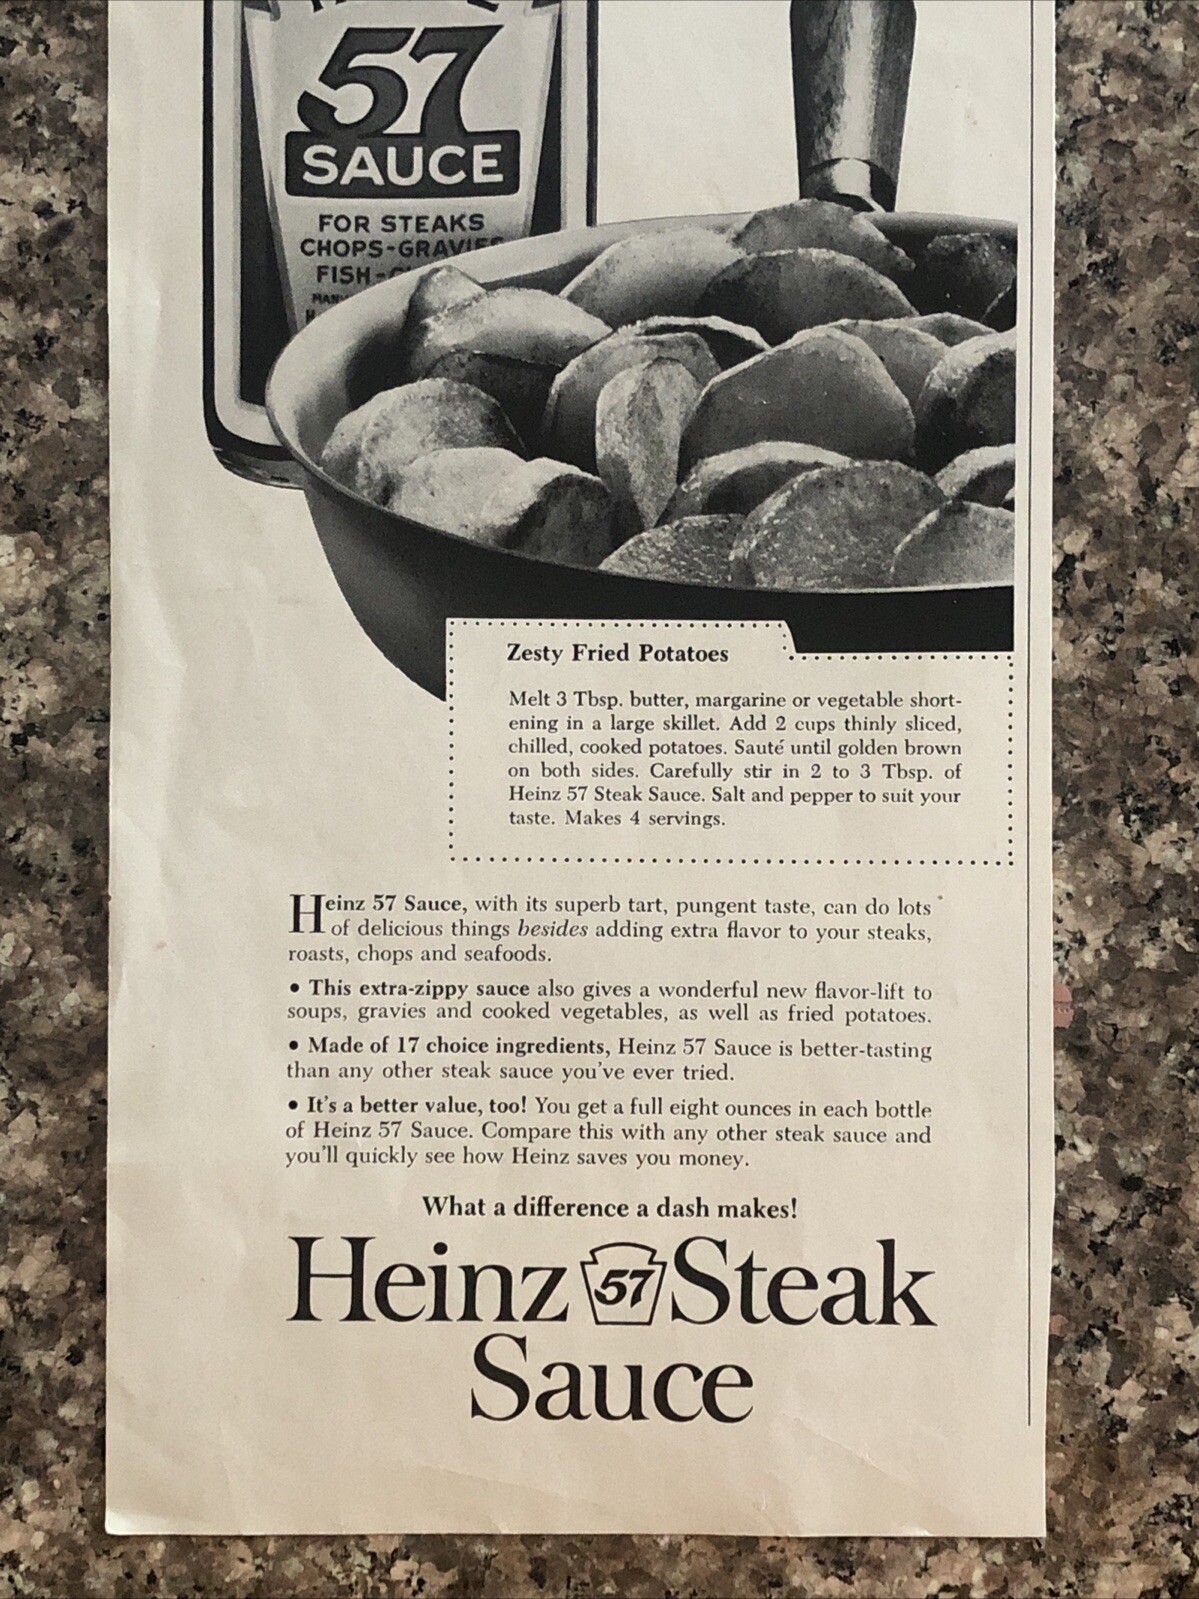 57
SAUCE
FOR STEAKS
CHOPS-GRAVIES
FISH-
Zesty Fried Potatoes
Melt 3 Tbsp. butter, margarine or vegetable short-
ening in a large skillet. Add 2 cups thinly sliced,
chilled, cooked potatoes. Sauté until golden brown
on both sides. Carefully stir in 2 to 3 Tbsp. of
Heinz 57 Steak Sauce. Salt and pepper to suit your
taste. Makes 4 servings.
Heinz 57 Sauce, with its superb tart, pungent taste, can do lots
of delicious things besides adding extra flavor to your steaks,
roasts, chops and seafoods.
• This extra-zippy sauce also gives a wonderful new flavor-lift to
soups, gravies and cooked vegetables, as well as fried potatoes.
• Made of 17 choice ingredients, Heinz 57 Sauce is better-tasting
than any other steak sauce you've ever tried.
• It's a better value, too! You get a full eight ounces in each bottle
of Heinz 57 Sauce. Compare this with any other steak sauce and
you'll quickly see how Heinz saves you money.
What a difference a dash makes!
Heinz 57 Steak
Sauce